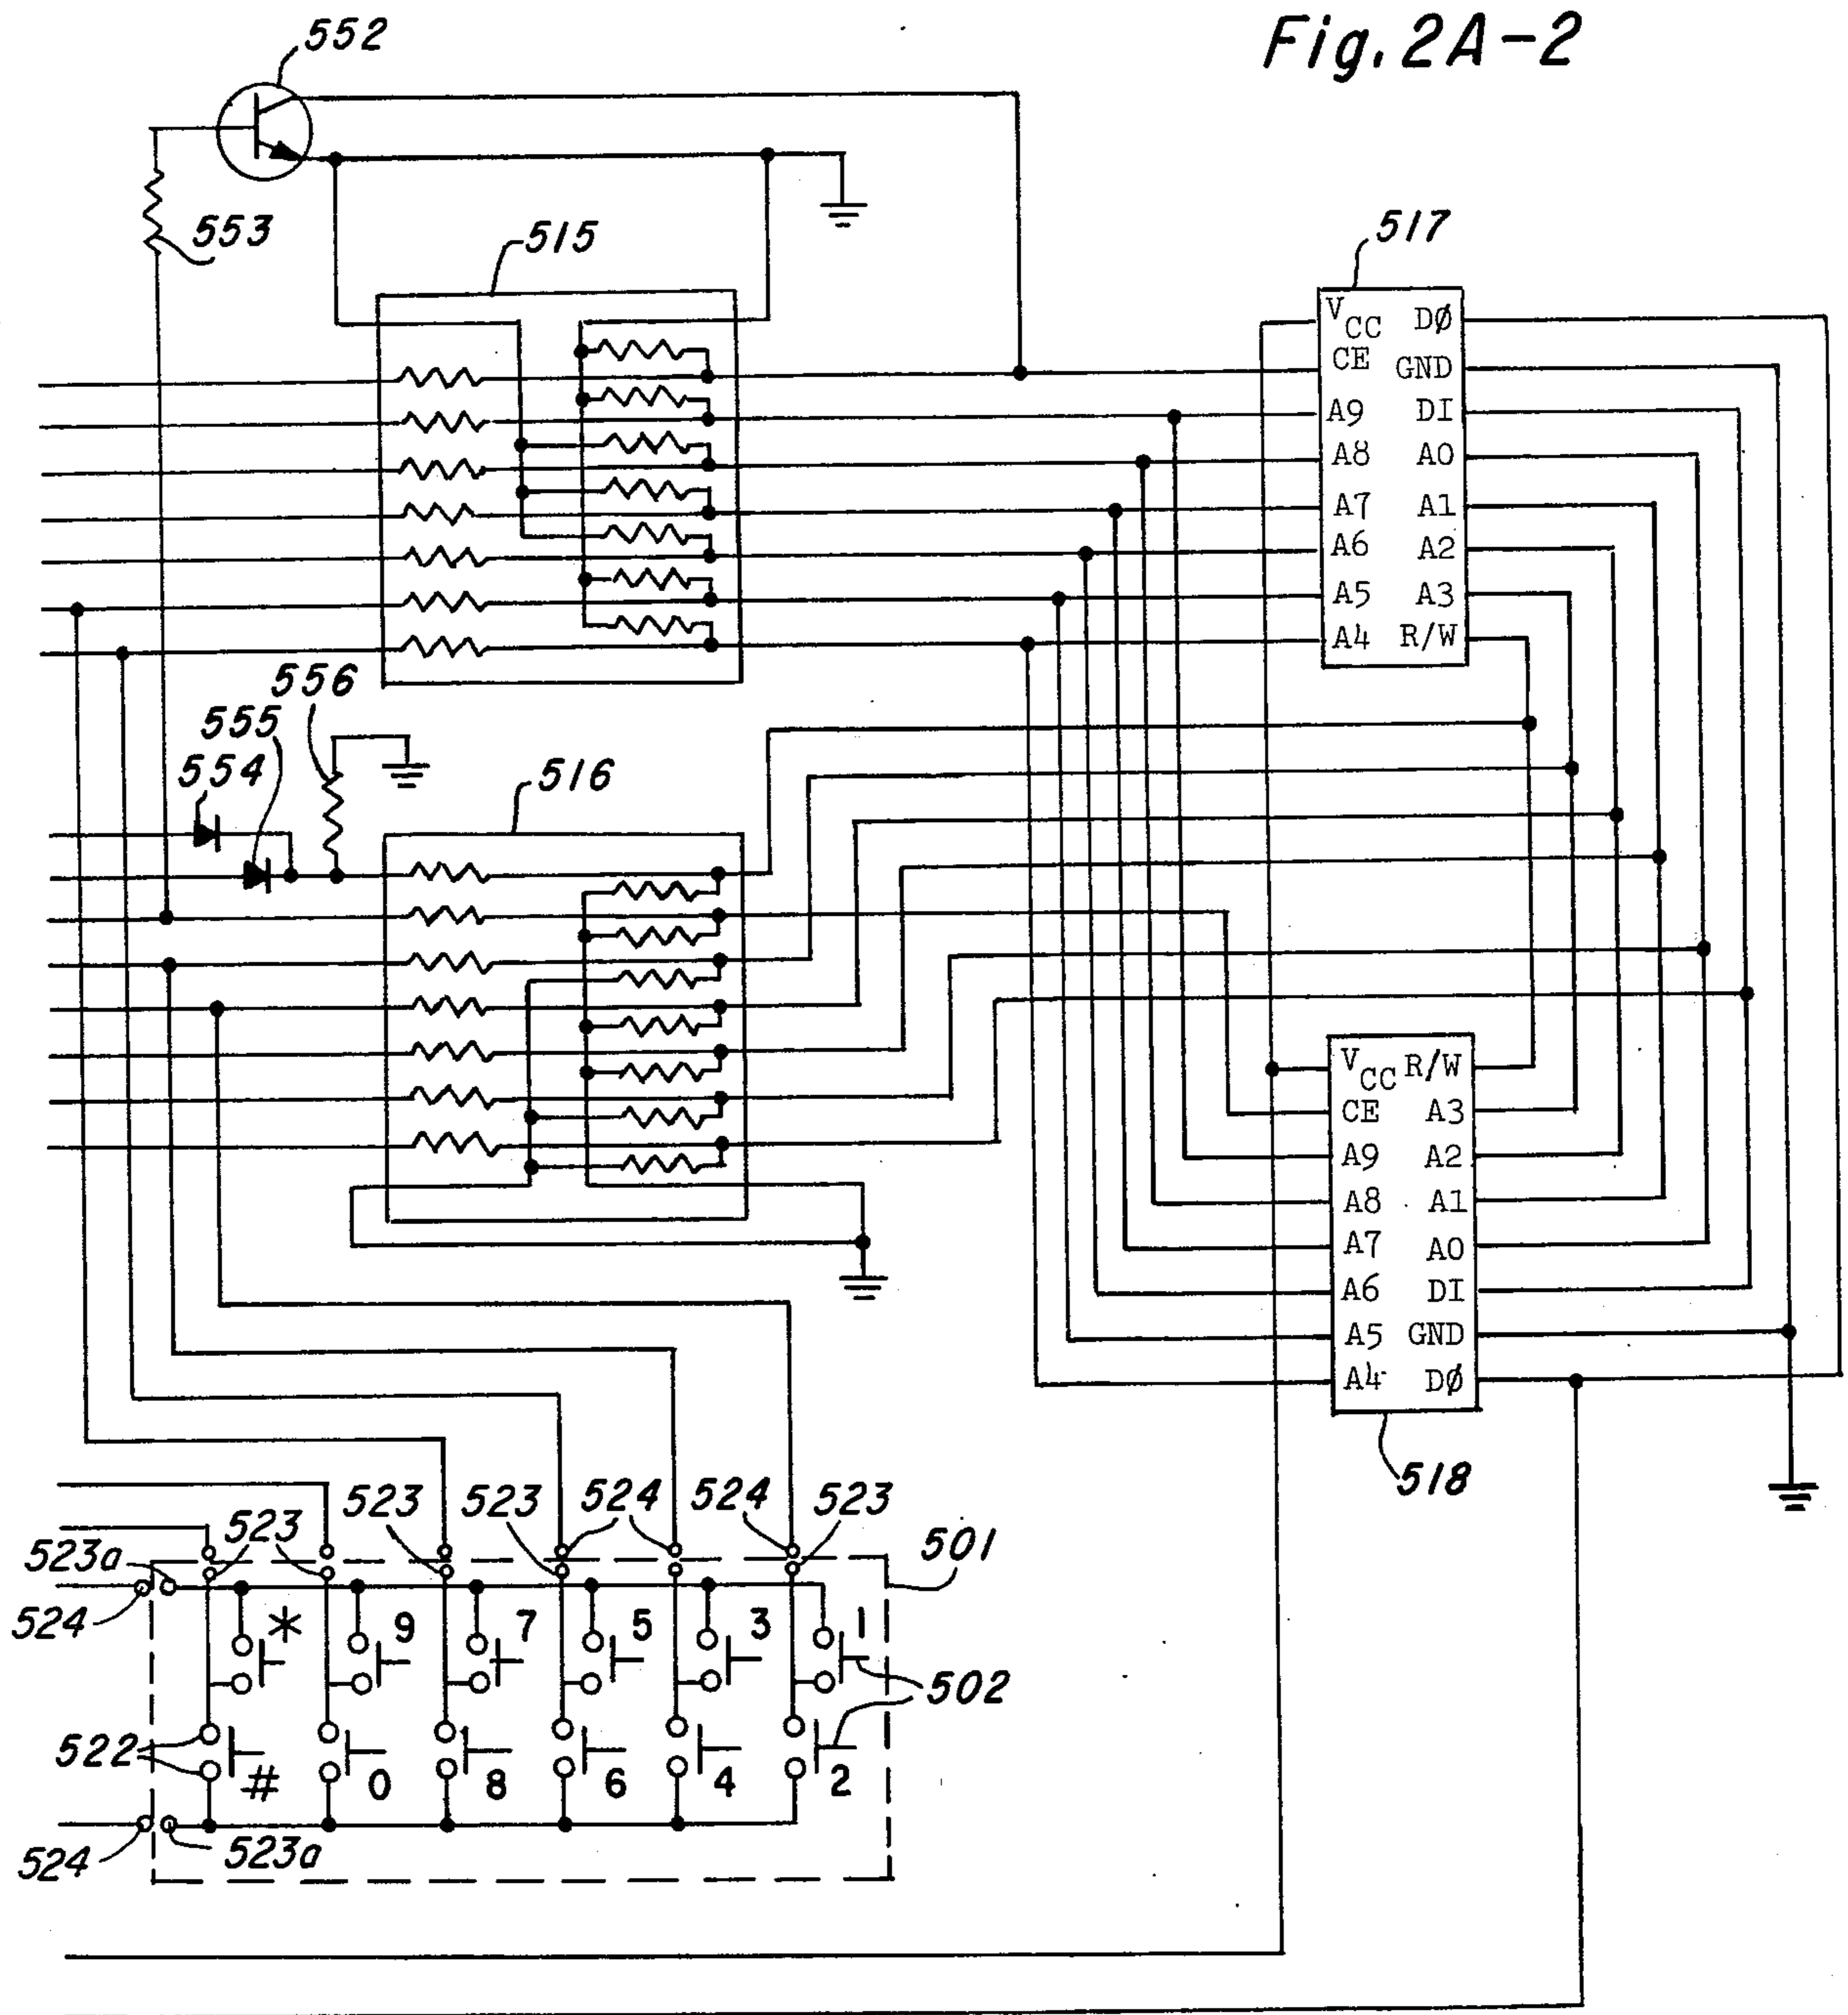 Fig. 2A-2
552
553
515
517
V CC DØ
CE GND
A9 DI
A8 A0
A7 A1
A6 A2
A5 A3
A4 R/W
556
555
554
516
V CC R/W
CE A3
A9 A2
A8 A1
A7 A0
A6 DI
A5 GND
A4 DØ
518
523 523 523 524 524 523
523a 501
524
* 9 7 5 3 1
502
522
# 0 8 6 4 2
524 523a